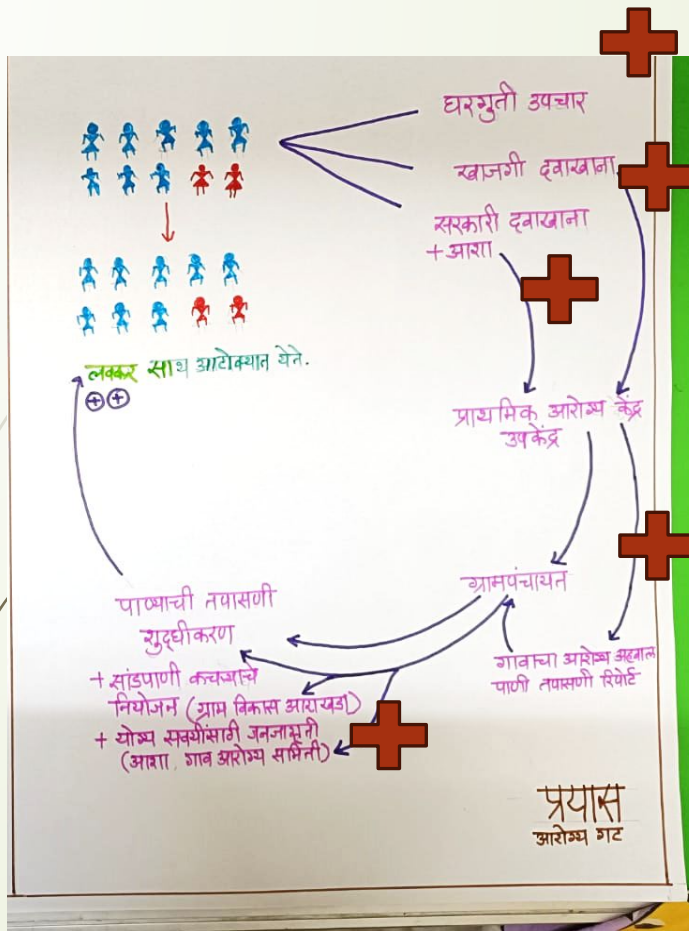 घरगुती उपचार
खाजगी दवाखाना
सरकारी दवाखाना
+ आशा
लवकर साथ आटोक्यात येते.
प्राथमिक आरोग्य केंद्र
उपकेंद्र
ग्रामपंचायत
गावाचा आरोग्य अहवाल
पाणी तपासणी रिपोर्ट
पाण्याची तपासणी
शुद्धीकरण
+ सांडपाणी कचऱ्याचे
नियोजन (ग्राम विकास आराखडा)
+ योग्य सवयींसाठी जनजागृती
(आशा, गाव आरोग्य समिती)
प्रयास
आरोग्य गट